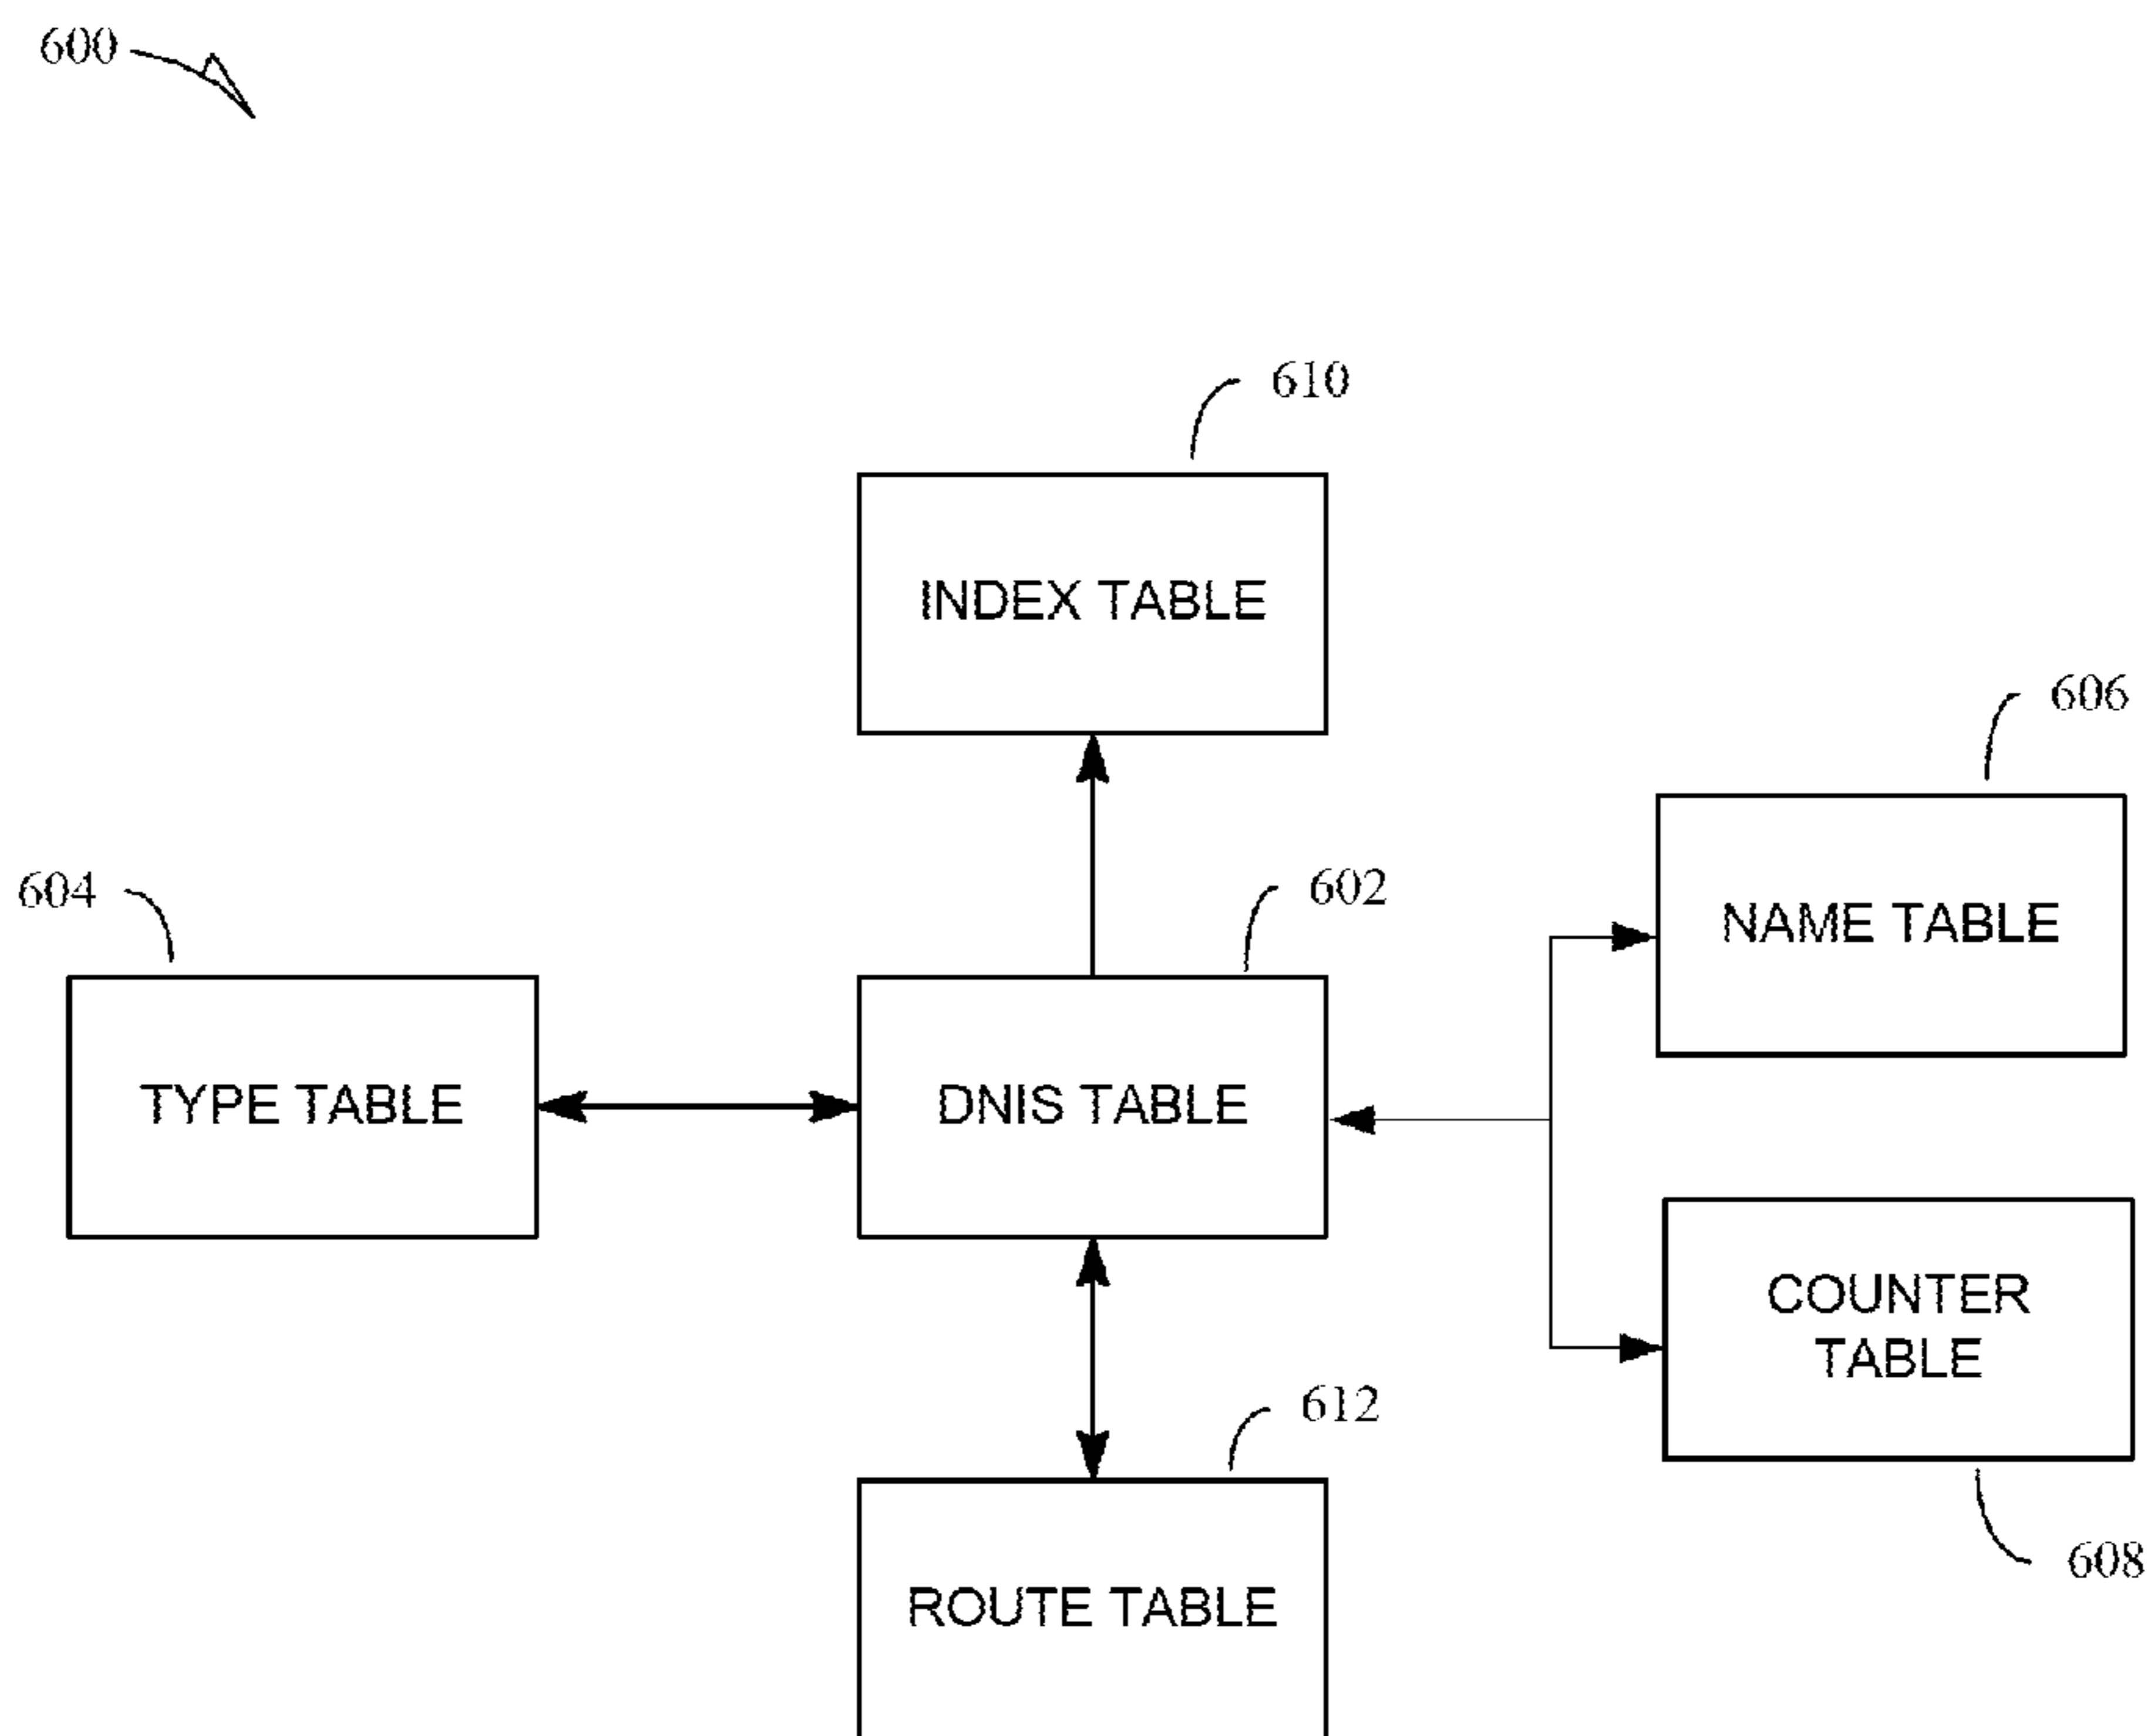 600
610
INDEX TABLE
606
NAME TABLE
604
602
TYPE TABLE
DNIS TABLE
COUNTER
TABLE
612
608
ROUTE TABLE